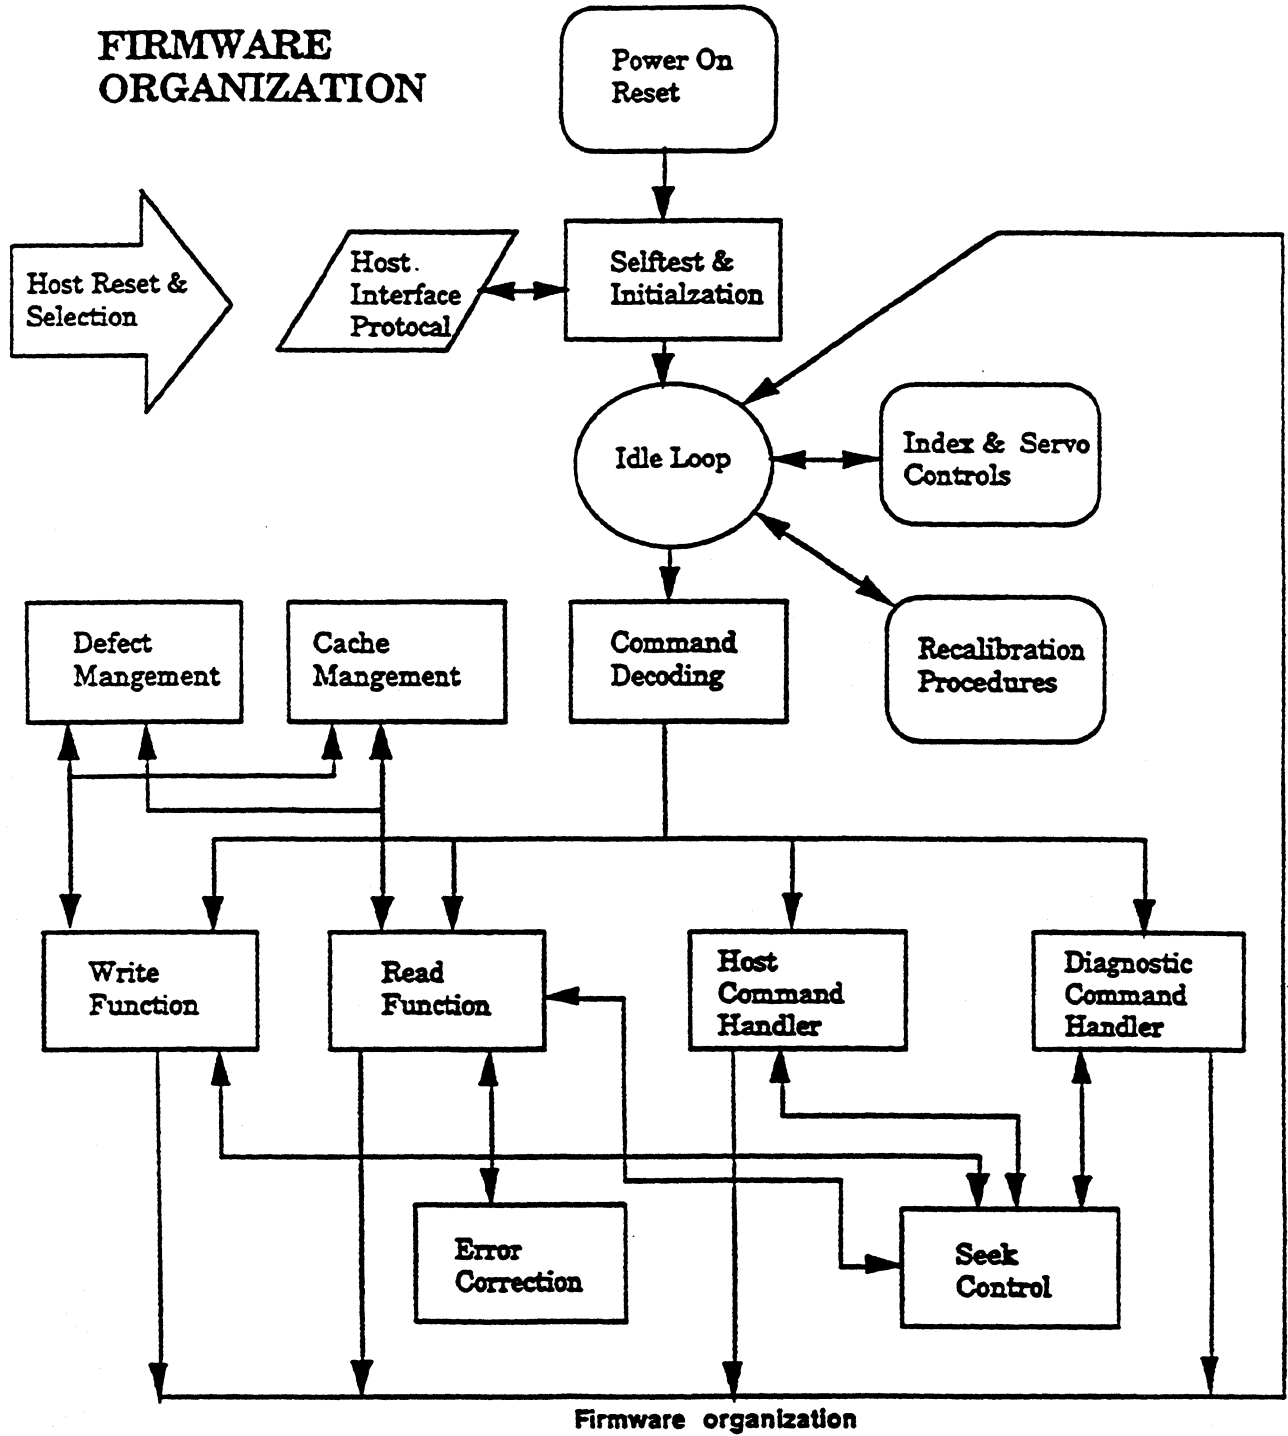 FIRMWARE
ORGANIZATION
Power On
Reset
Host Reset &
Selection
Host.
Interface
Protocal
Selftest &
Initialzation
Idle Loop
Index & Servo
Controls
Recalibration
Procedures
Defect
Mangement
Cache
Mangement
Command
Decoding
Write
Function
Read
Function
Host
Command
Handler
Diagnostic
Command
Handler
Error
Correction
Seek
Control
Firmware organization